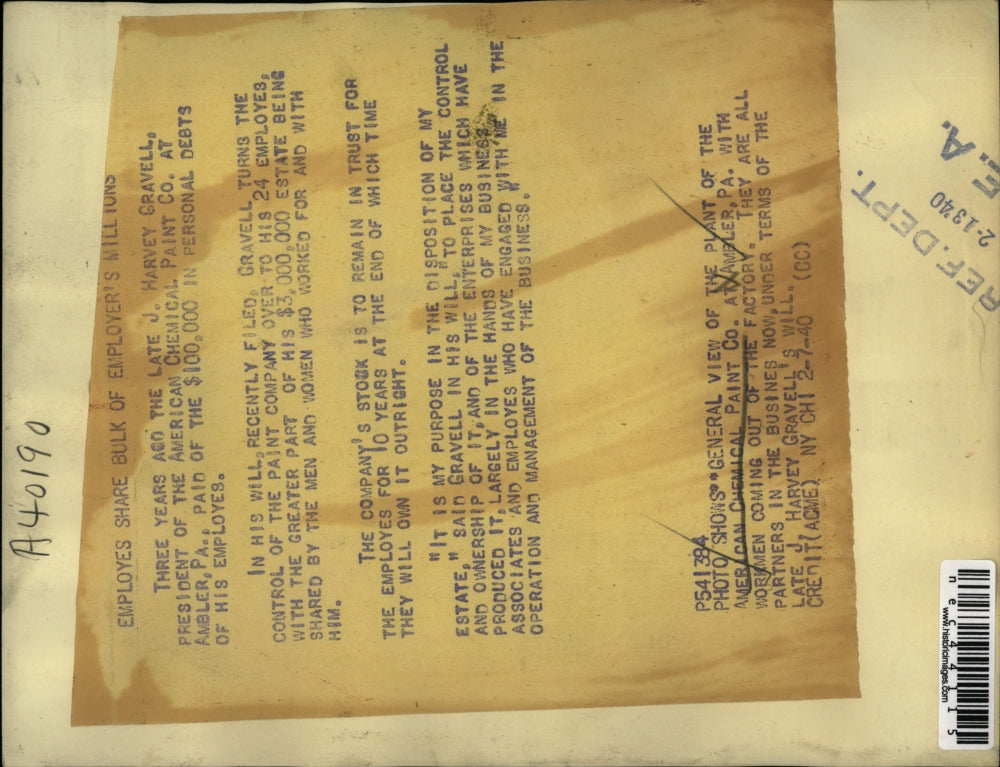 A40190
EMPLOYES SHARE BULK OF EMPLOYER'S MILLIONS
THREE YEARS AGO THE LATE J. HARVEY GRAVELL,
PRESIDENT OF THE AMERICAN CHEMICAL PAINT CO. AT
AMBLER, PA., PAID OF THE $100,000 IN PERSONAL DEBTS
OF HIS EMPLOYES.
IN HIS WILL, RECENTLY FILED, GRAVELL TURNS THE
CONTROL OF THE PAINT COMPANY OVER TO HIS 24 EMPLOYES,
WITH THE GREATER PART OF HIS $3,000,000 ESTATE BEING
SHARED BY THE MEN AND WOMEN WHO WORKED FOR AND WITH
HIM.
THE COMPANY'S STOCK IS TO REMAIN IN TRUST FOR
THE EMPLOYES FOR 10 YEARS AT THE END OF WHICH TIME
THEY WILL OWN IT OUTRIGHT.
"IT IS MY PURPOSE IN THE DISPOSITION OF MY
ESTATE," SAID GRAVELL IN HIS WILL, "TO PLACE THE CONTROL
AND OWNERSHIP OF IT, AND OF THE ENTERPRISES WHICH HAVE
PRODUCED IT, LARGELY IN THE HANDS OF MY BUSINESS
ASSOCIATES AND EMPLOYES WHO HAVE ENGAGED WITH ME IN THE
OPERATION AND MANAGEMENT OF THE BUSINESS."
P541384
PHOTO SHOWS**GENERAL VIEW OF THE PLANT OF THE
AMERICAN CHEMICAL PAINT CO. AT AMBLER, PA. WITH
WORKMEN COMING OUT OF THE FACTORY. THEY ARE ALL
PARTNERS IN THE BUSINES NOW, UNDER TERMS OF THE
LATE J. HARVEY GRAVELL'S WILL.
CREDIT (ACME) NY CHI 2-7-40 (CC)
REF. DEPT.
2-13-40
E. A.
www.historicimages.com
nec44115